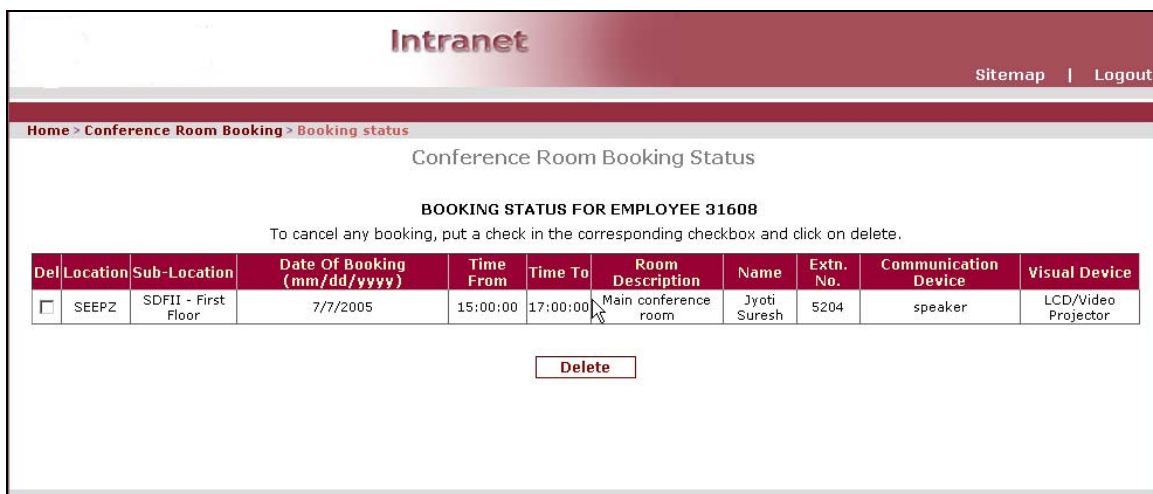 Intranet
Sitemap | Logout
Home > Conference Room Booking > Booking status
Conference Room Booking Status
BOOKING STATUS FOR EMPLOYEE 31608
To cancel any booking, put a check in the corresponding checkbox and click on delete.
Del Location Sub-Location Date Of Booking (mm/dd/yyyy) Time From Time To Room Description Name Extn. No. Communication Device Visual Device
SEEPZ SDFII - First Floor 7/7/2005 15:00:00 17:00:00 Main conference room Jyoti Suresh 5204 speaker LCD/Video Projector
Delete